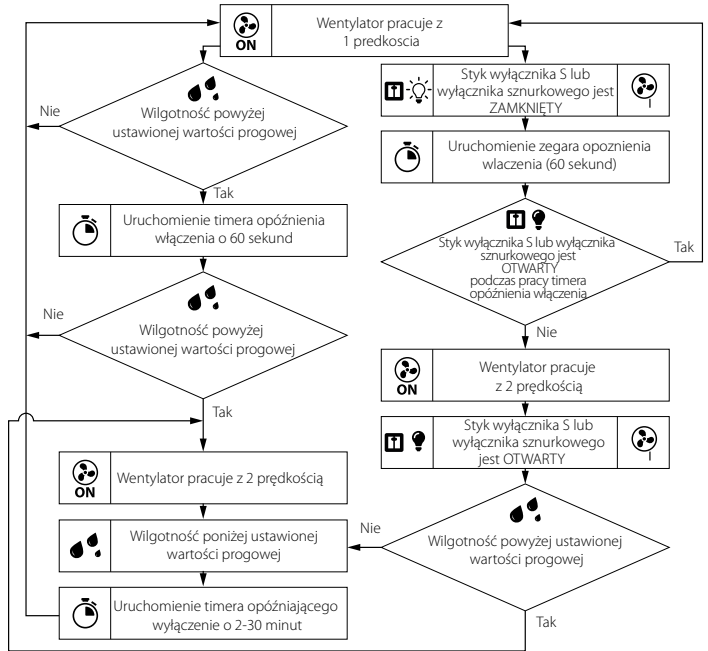 ON
Wentylator pracuje z
1 predkoscia
Nie
Wilgotność powyżej
ustawionej wartości progowej
Tak
Uruchomienie timera opóźnienia
włączenia o 60 sekund
Nie
Wilgotność powyżej
ustawionej wartości progowej
Tak
ON
Wentylator pracuje z 2 prędkością
Wilgotność poniżej ustawionej
wartości progowej
Uruchomienie timera opóźniającego
wyłączenie o 2-30 minut
Styk wyłącznika S lub
wyłącznika sznurkowego jest
ZAMKNIĘTY
Uruchomienie zegara opoznienia
wlaczenia (60 sekund)
Styk wyłącznika S lub wyłącznika
sznurkowego jest
OTWARTY
podczas pracy timera
opóźnienia włączenia
Tak
Nie
ON
Wentylator pracuje
z 2 prędkością
Styk wyłącznika S lub
wyłącznika sznurkowego
jest OTWARTY
Nie
Wilgotność powyżej ustawionej
wartości progowej
Tak